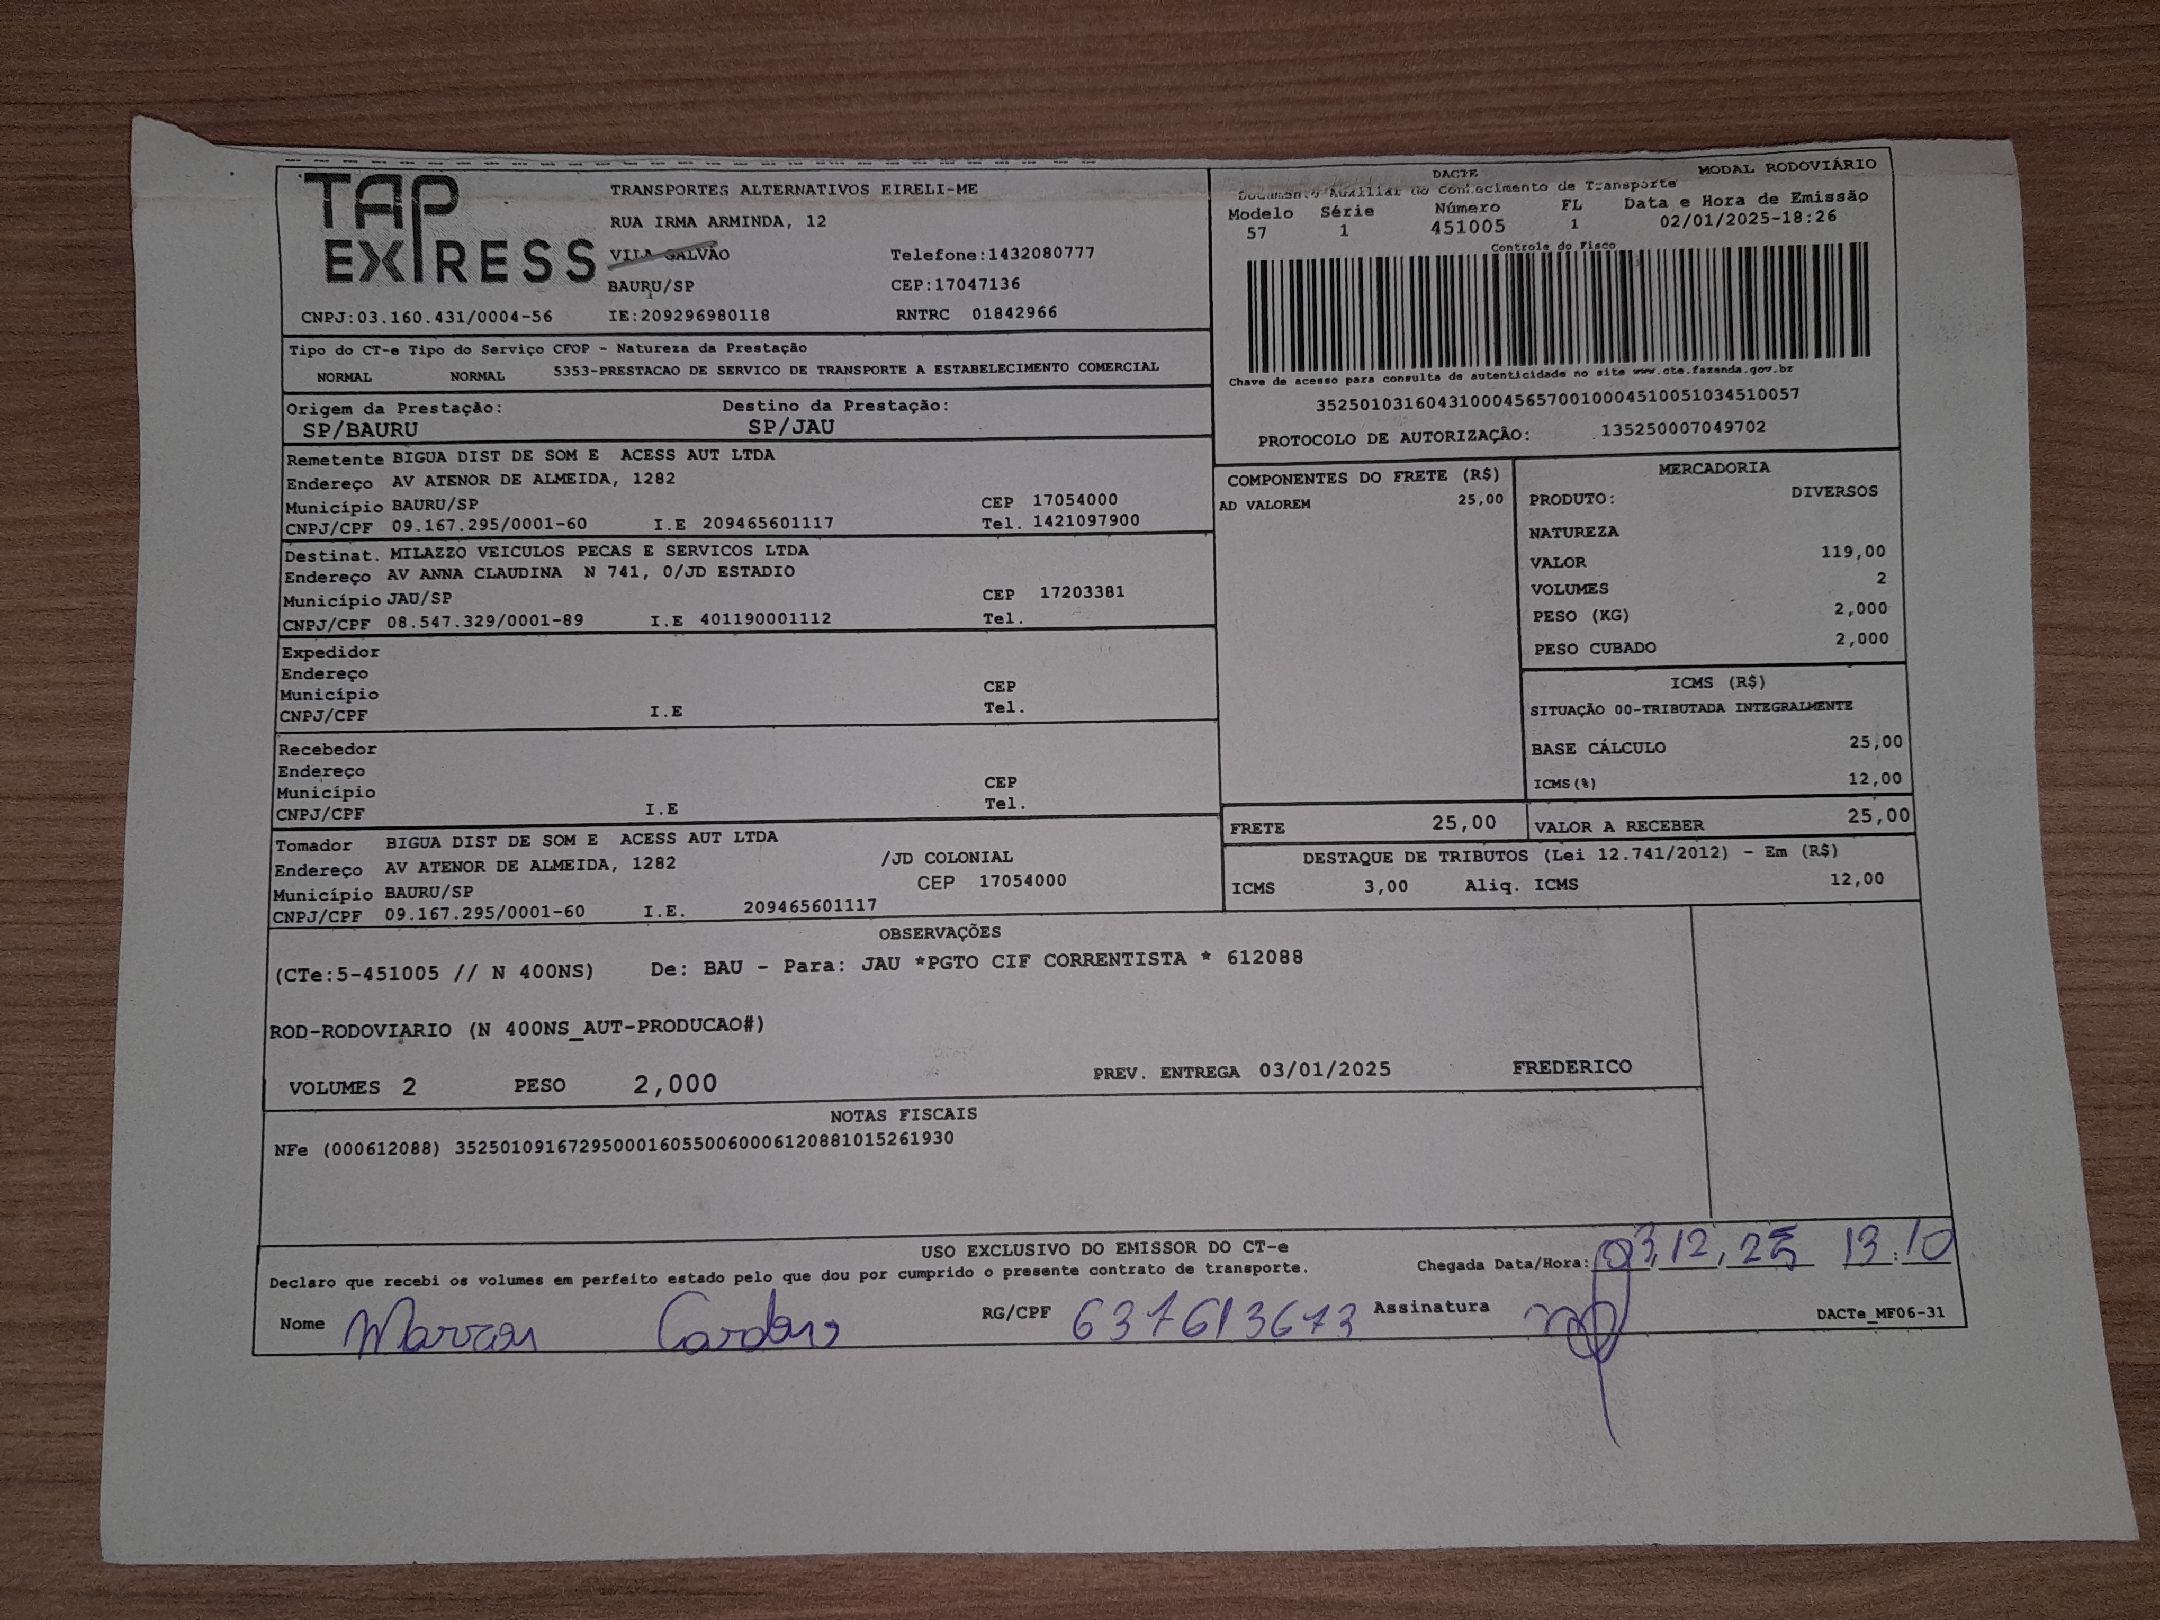 TAP EXPRESS
TRANSPORTES ALTERNATIVOS EIRELI-ME
RUA IRMA ARMINDA, 12
VILA GALVÃO Telefone:1432080777
BAURU/SP CEP:17047136
CNPJ:03.160.431/0004-56 IE:209296980118 RNTRC 01842966
DACTE MODAL RODOVIÁRIO
Documento Auxiliar do Conhecimento de Transporte
Modelo Série Número FL Data e Hora de Emissão
57 1 451005 1 02/01/2025-18:26
Controle do Fisco
Chave de acesso para consulta de autenticidade no site www.cte.fazenda.gov.br
35250103160431000456570010004510051034510057
PROTOCOLO DE AUTORIZAÇÃO: 135250007049702
Tipo do CT-e Tipo do Serviço CFOP - Natureza da Prestação
NORMAL NORMAL 5353-PRESTACAO DE SERVICO DE TRANSPORTE A ESTABELECIMENTO COMERCIAL
Origem da Prestação: Destino da Prestação:
SP/BAURU SP/JAU
Remetente BIGUA DIST DE SOM E ACESS AUT LTDA
Endereço AV ATENOR DE ALMEIDA, 1282
Município BAURU/SP CEP 17054000
CNPJ/CPF 09.167.295/0001-60 I.E 209465601117 Tel. 1421097900
Destinat. MILAZZO VEICULOS PECAS E SERVICOS LTDA
Endereço AV ANNA CLAUDINA N 741, 0/JD ESTADIO
Município JAU/SP CEP 17203381
CNPJ/CPF 08.547.329/0001-89 I.E 401190001112 Tel.
Expedidor
Endereço
Município CEP
CNPJ/CPF I.E Tel.
Recebedor
Endereço
Município CEP
CNPJ/CPF I.E Tel.
Tomador BIGUA DIST DE SOM E ACESS AUT LTDA
Endereço AV ATENOR DE ALMEIDA, 1282 /JD COLONIAL
Município BAURU/SP CEP 17054000
CNPJ/CPF 09.167.295/0001-60 I.E. 209465601117
COMPONENTES DO FRETE (R$)
AD VALOREM 25,00
MERCADORIA
PRODUTO: DIVERSOS
NATUREZA
VALOR 119,00
VOLUMES 2
PESO (KG) 2,000
PESO CUBADO 2,000
ICMS (R$)
SITUAÇÃO 00-TRIBUTADA INTEGRALMENTE
BASE CÁLCULO 25,00
ICMS(%) 12,00
FRETE 25,00 VALOR A RECEBER 25,00
DESTAQUE DE TRIBUTOS (Lei 12.741/2012) - Em (R$)
ICMS 3,00 Aliq. ICMS 12,00
OBSERVAÇÕES
(CTe:5-451005 // N 400NS) De: BAU - Para: JAU *PGTO CIF CORRENTISTA * 612088
ROD-RODOVIARIO (N 400NS_AUT-PRODUCAO#)
VOLUMES 2 PESO 2,000 PREV. ENTREGA 03/01/2025 FREDERICO
NOTAS FISCAIS
NFe (000612088) 35250109167295000160550060006120881015261930
USO EXCLUSIVO DO EMISSOR DO CT-e
Declaro que recebi os volumes em perfeito estado pelo que dou por cumprido o presente contrato de transporte. Chegada Data/Hora: 03,12,25 13:10
Nome RG/CPF 637613673 Assinatura DACTe_MF06-31